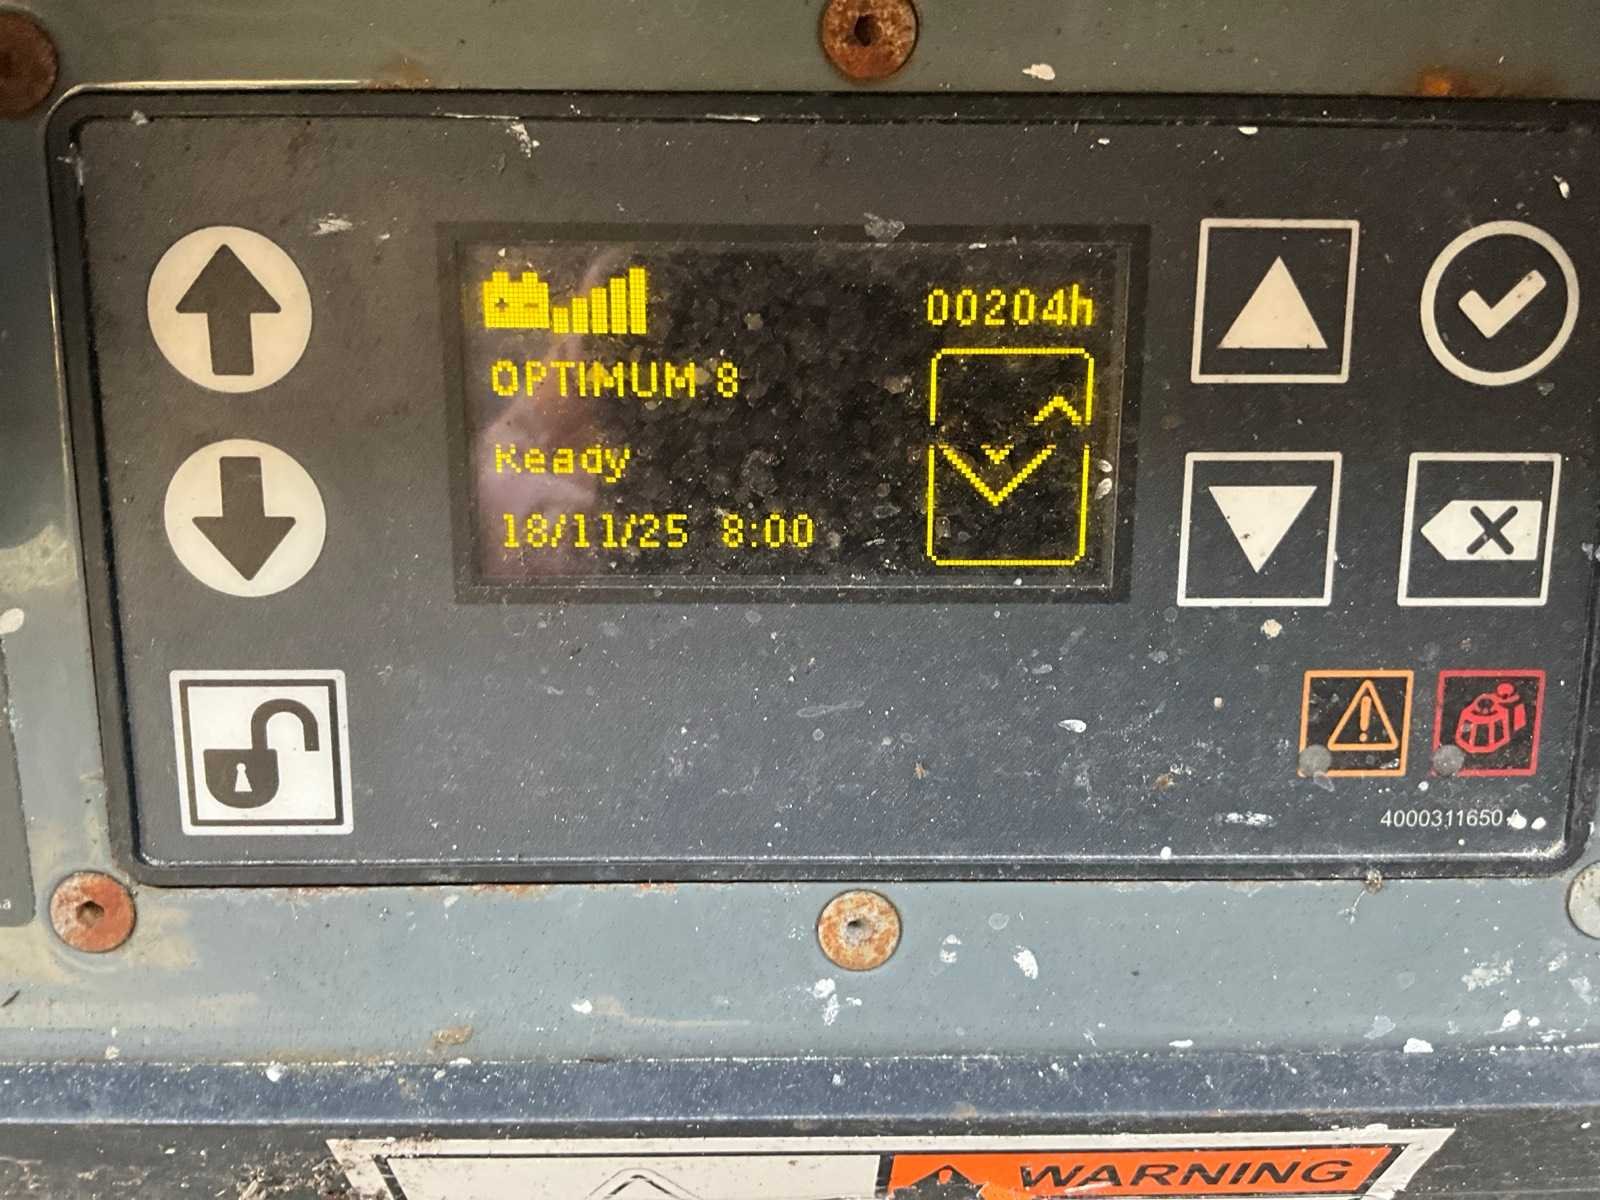 00204h
OPTIMUM 8
Ready
18/11/25 8:00
4000311650
WARNING